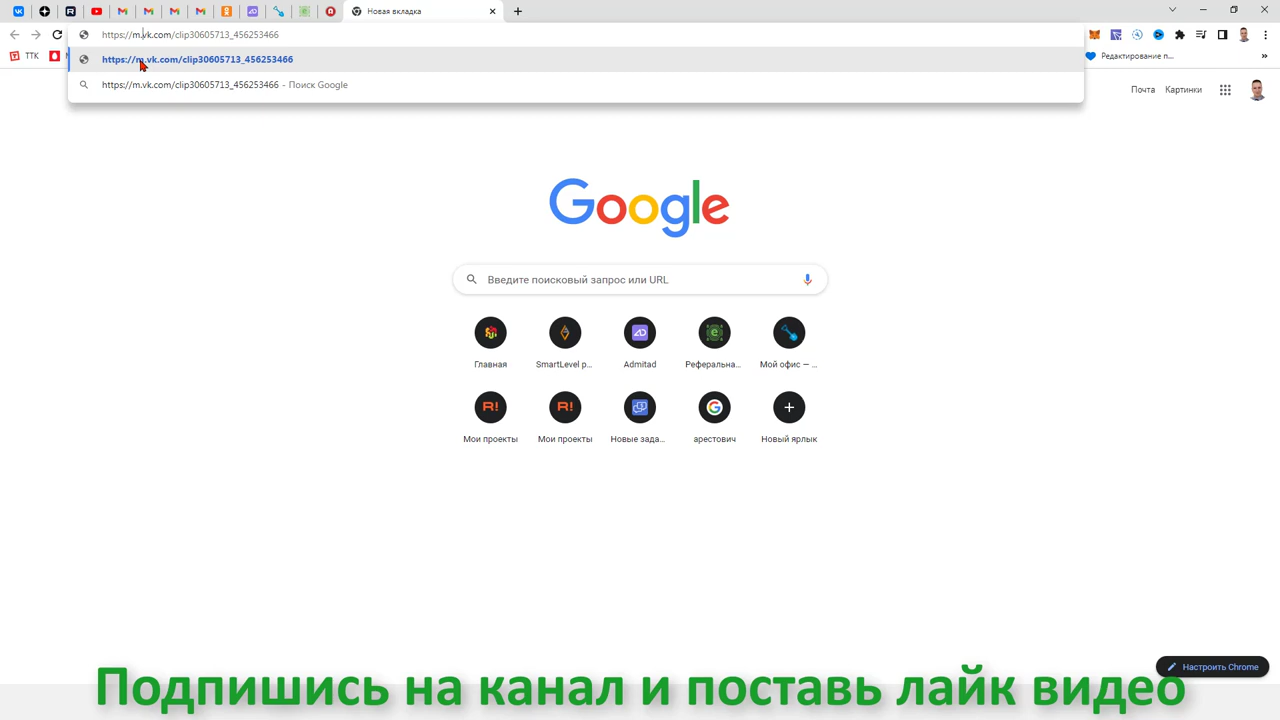 Новая вкладка
https://m.vk.com/clip30605713_456253466
https://m.vk.com/clip30605713_456253466
https://m.vk.com/clip30605713_456253466 - Поиск Google
ТТК
Редактирование п...
Почта Картинки
Google
Введите поисковый запрос или URL
Главная
SmartLevel p...
Admitad
Реферальна...
Мой офис — ...
R!
R!
Мои проекты
Мои проекты
Новые зада...
арестович
Новый ярлык
Настроить Chrome
Подпишись на канал и поставь лайк видео